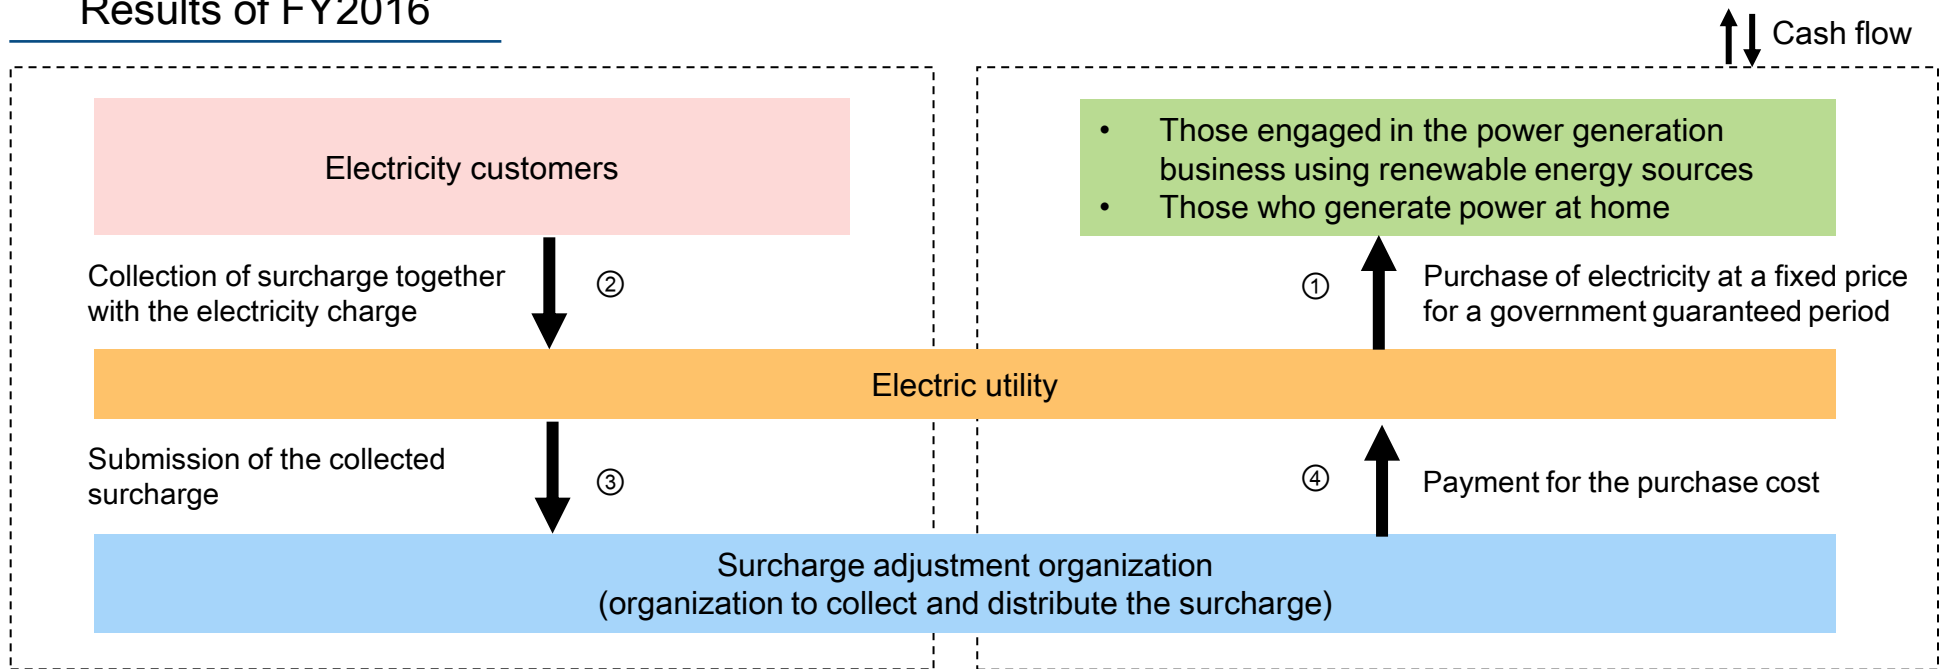 Results of FY2016
Cash flow
Electricity customers
• Those engaged in the power generation
business using renewable energy sources
• Those who generate power at home
Collection of surcharge together
with the electricity charge
②
①
Purchase of electricity at a fixed price
for a government guaranteed period
Electric utility
Submission of the collected
surcharge
③
④
Payment for the purchase cost
Surcharge adjustment organization
(organization to collect and distribute the surcharge)